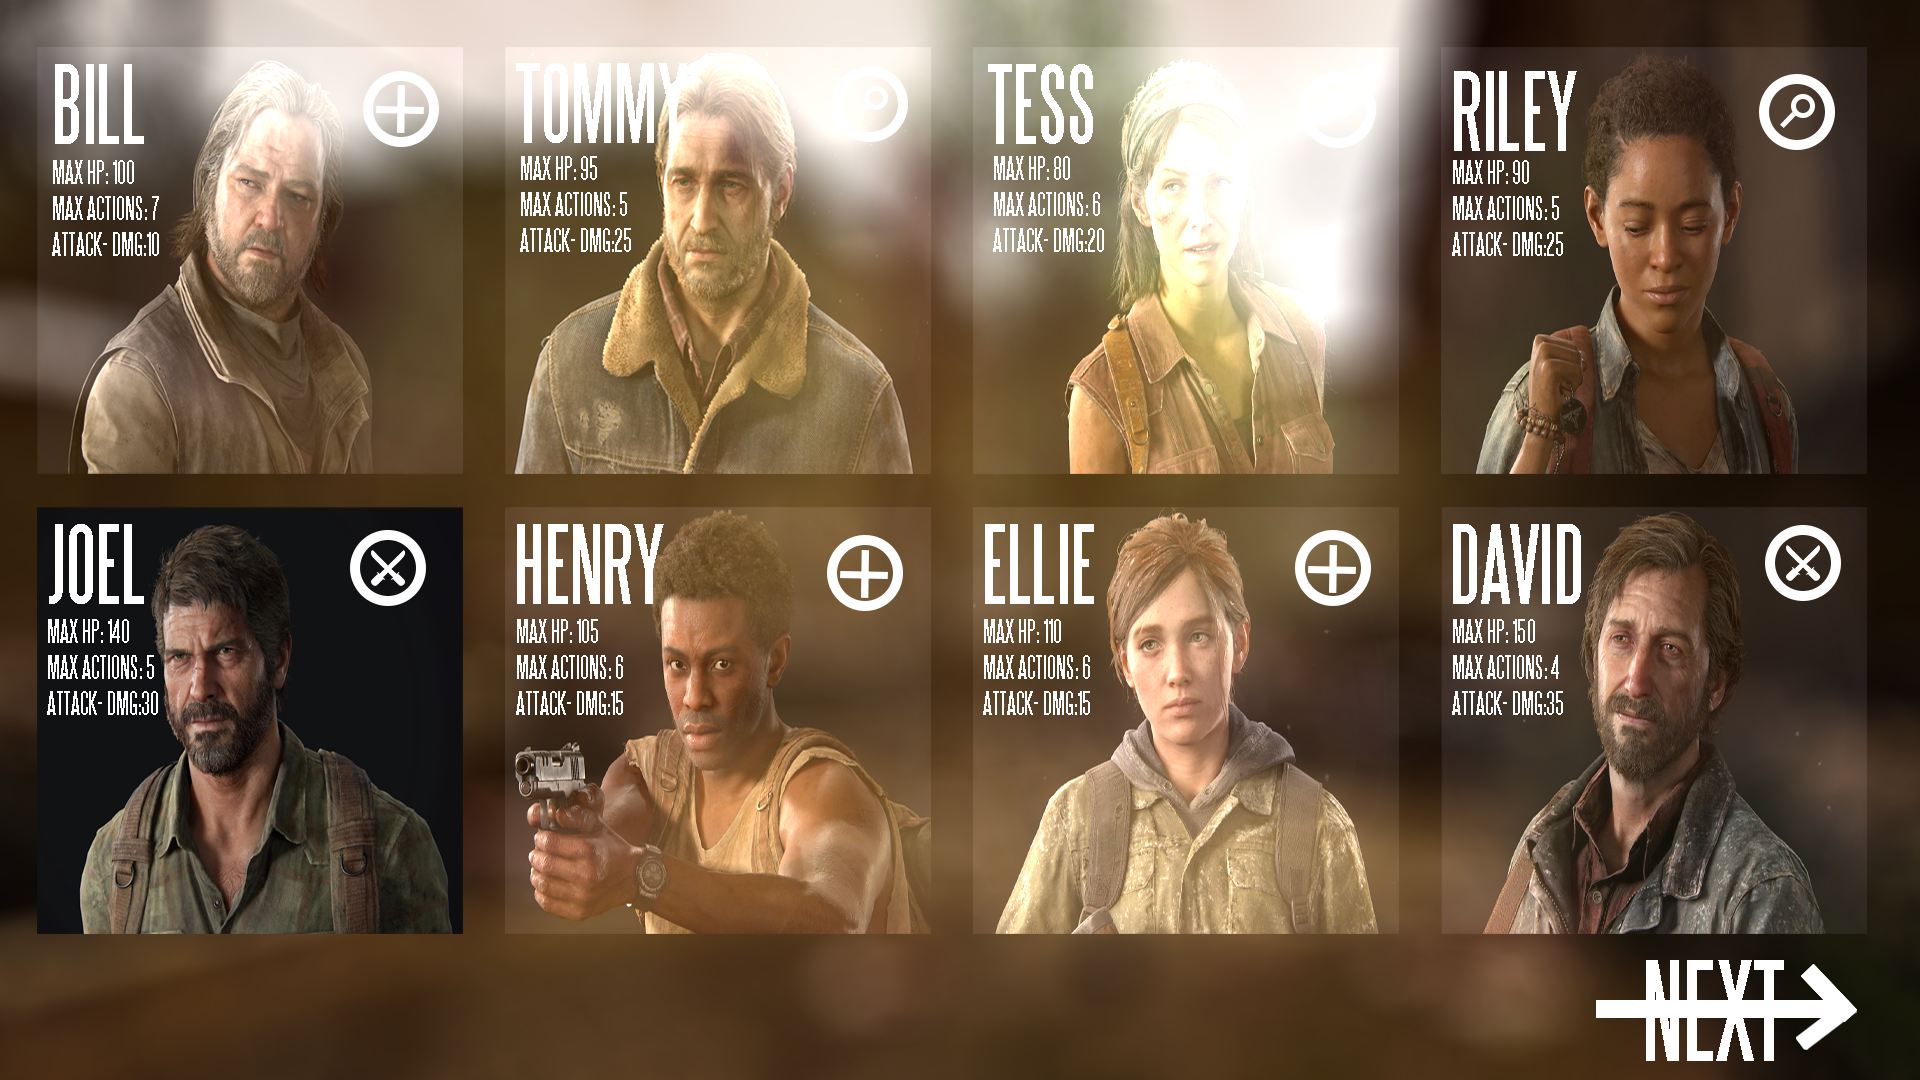 BILL
MAX HP: 100
MAX ACTIONS: 7
ATTACK- DMG:10
TOMMY
MAX HP: 95
MAX ACTIONS: 5
ATTACK- DMG:25
TESS
MAX HP: 80
MAX ACTIONS: 6
ATTACK- DMG:20
RILEY
MAX HP: 90
MAX ACTIONS: 5
ATTACK- DMG:25
JOEL
MAX HP: 140
MAX ACTIONS: 5
ATTACK- DMG:30
HENRY
MAX HP: 105
MAX ACTIONS: 6
ATTACK- DMG:15
ELLIE
MAX HP: 110
MAX ACTIONS: 6
ATTACK- DMG:15
DAVID
MAX HP: 150
MAX ACTIONS: 4
ATTACK- DMG:35
NEXT